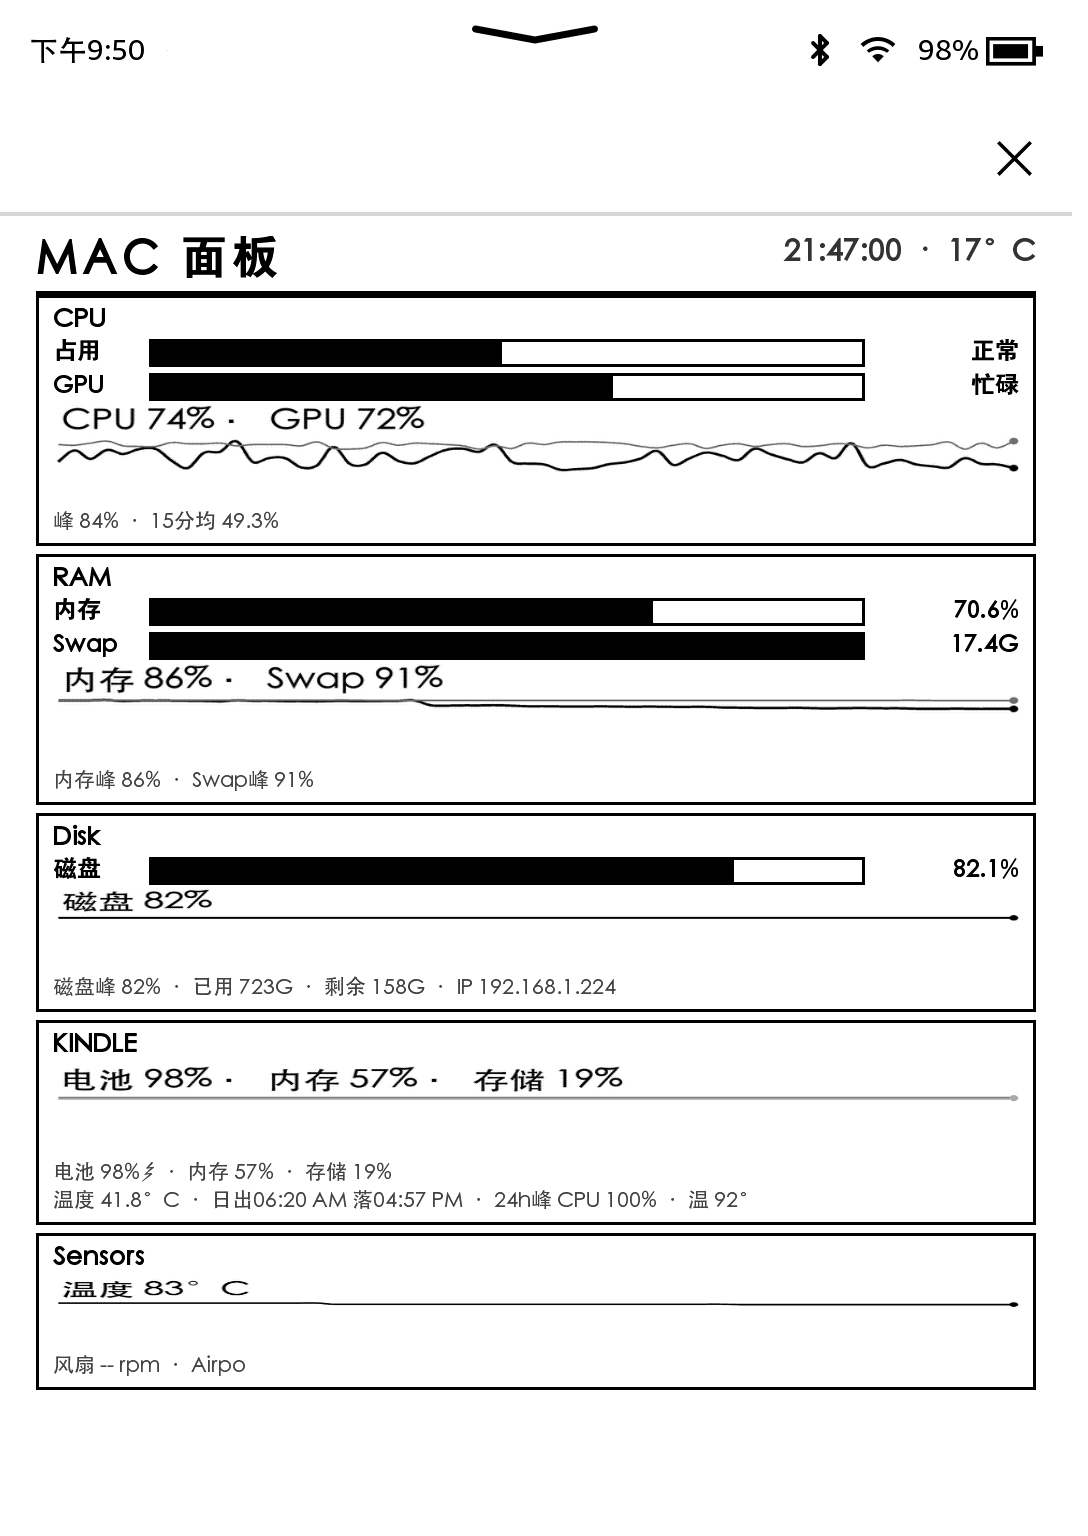 下午9:50 98%
MAC 面板 21:47:00 · 17° C
CPU
占用 正常
GPU 忙碌
CPU 74% · GPU 72%
峰 84% · 15分均 49.3%
RAM
内存 70.6%
Swap 17.4G
内存 86% · Swap 91%
内存峰 86% · Swap峰 91%
Disk
磁盘 82.1%
磁盘 82%
磁盘峰 82% · 已用 723G · 剩余 158G · IP 192.168.1.224
KINDLE
电池 98% · 内存 57% · 存储 19%
电池 98%⚡ · 内存 57% · 存储 19%
温度 41.8° C · 日出06:20 AM 落04:57 PM · 24h峰 CPU 100% · 温 92°
Sensors
温度 83° C
风扇 -- rpm · Airpo